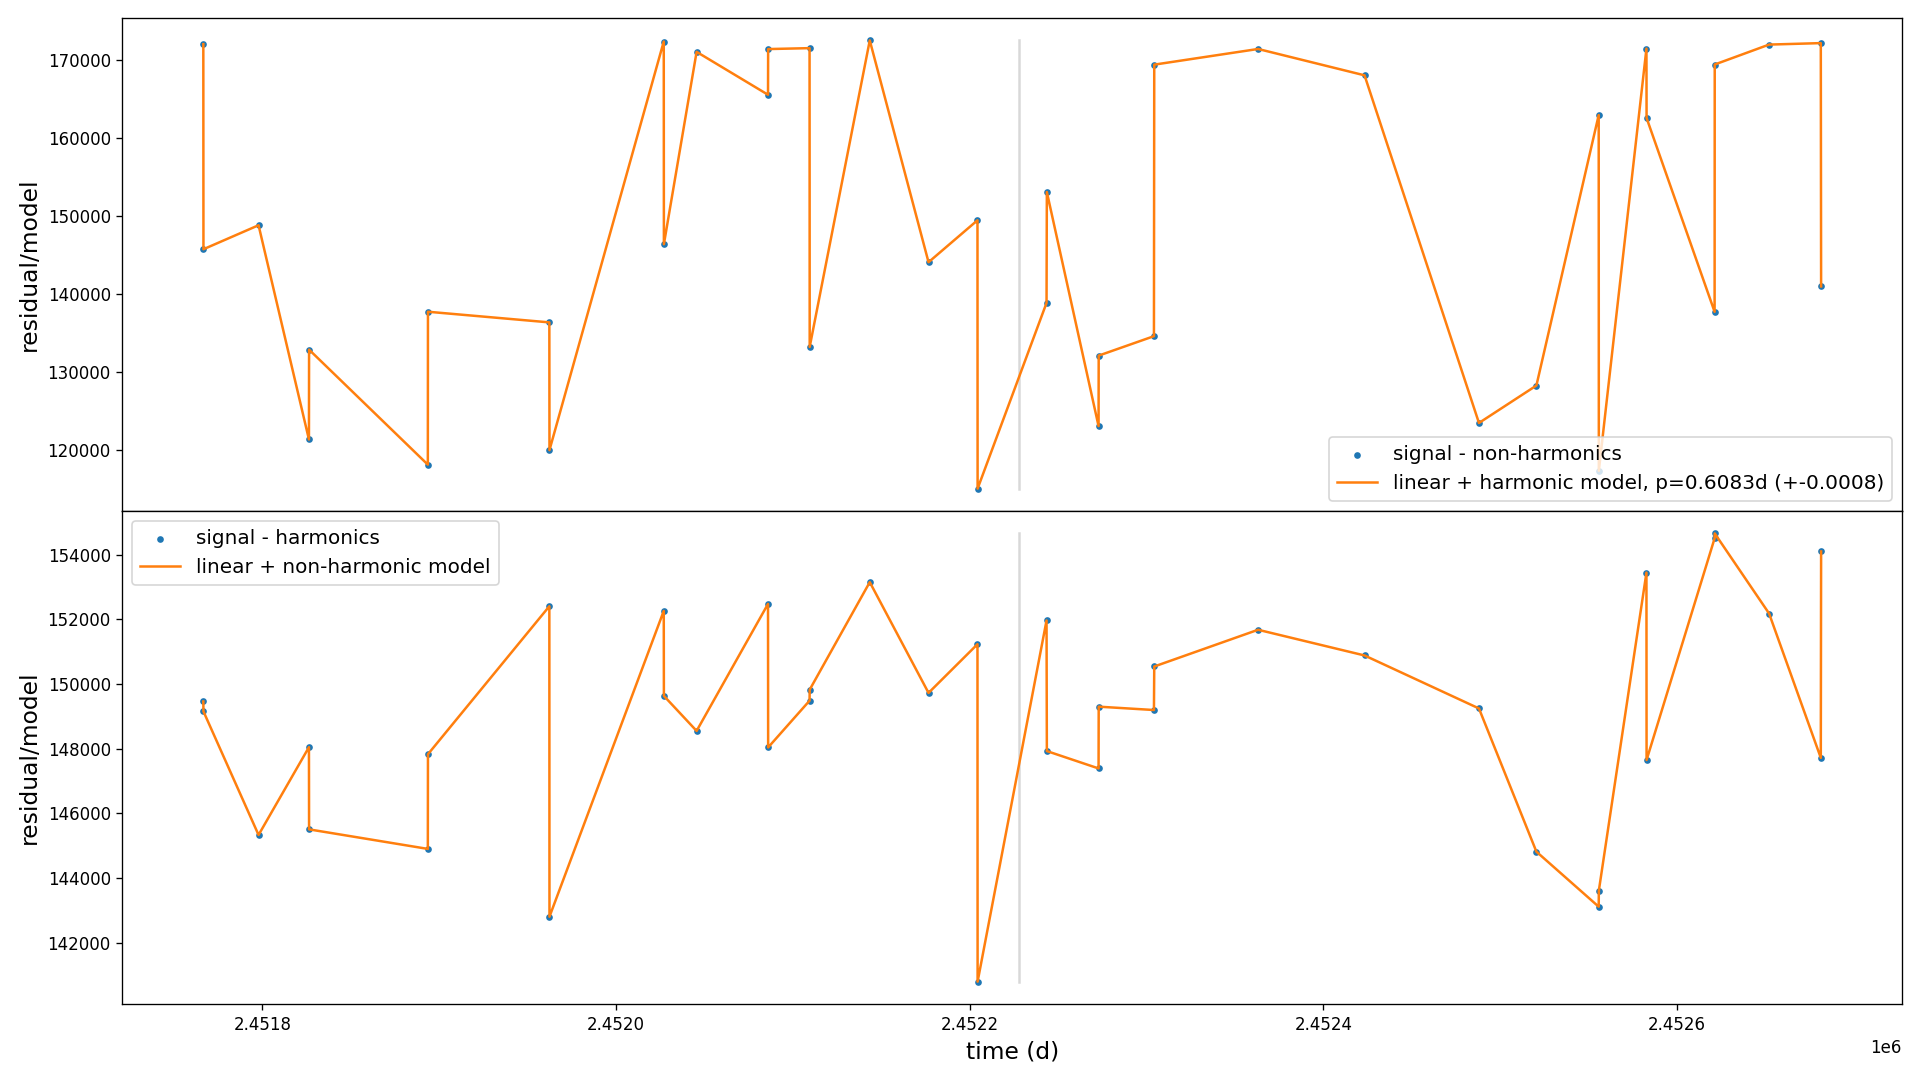 residual/model
170000
160000
150000
140000
130000
120000
signal - non-harmonics
linear + harmonic model, p=0.6083d (+-0.0008)
residual/model
154000
152000
150000
148000
146000
144000
142000
signal - harmonics
linear + non-harmonic model
2.4518
2.4520
2.4522
2.4524
2.4526
1e6
time (d)